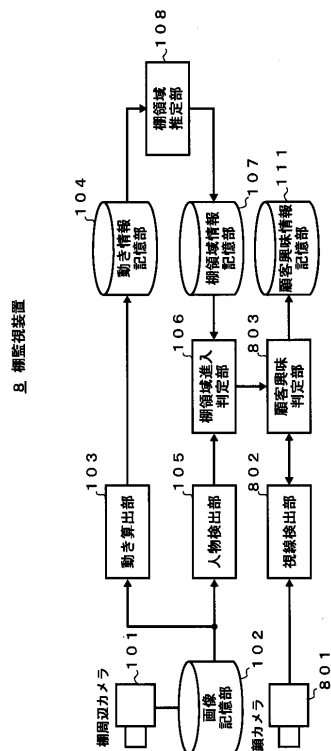 8 棚監視装置
棚周辺カメラ
101
画像
記憶部
102
動き算出部
103
動き情報
記憶部
104
棚領域
推定部
108
人物検出部
105
棚領域進入
判定部
106
棚領域情報
記憶部
107
顔カメラ
801
視線検出部
802
顧客興味
判定部
803
顧客興味情報
記憶部
111